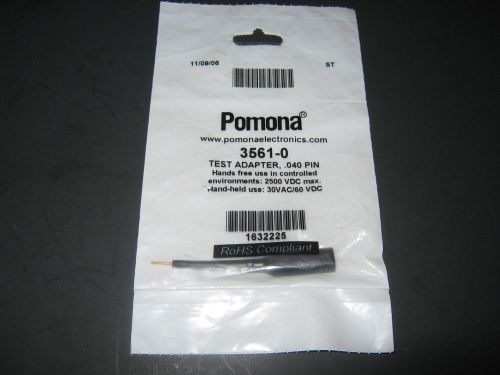 11/09/06 ST
Pomona®
www.pomonaelectronics.com
3561-0
TEST ADAPTER, .040 PIN
Hands free use in controlled
environments: 2500 VDC max.
Hand-held use: 30VAC/60 VDC
1632225
RoHS Compliant